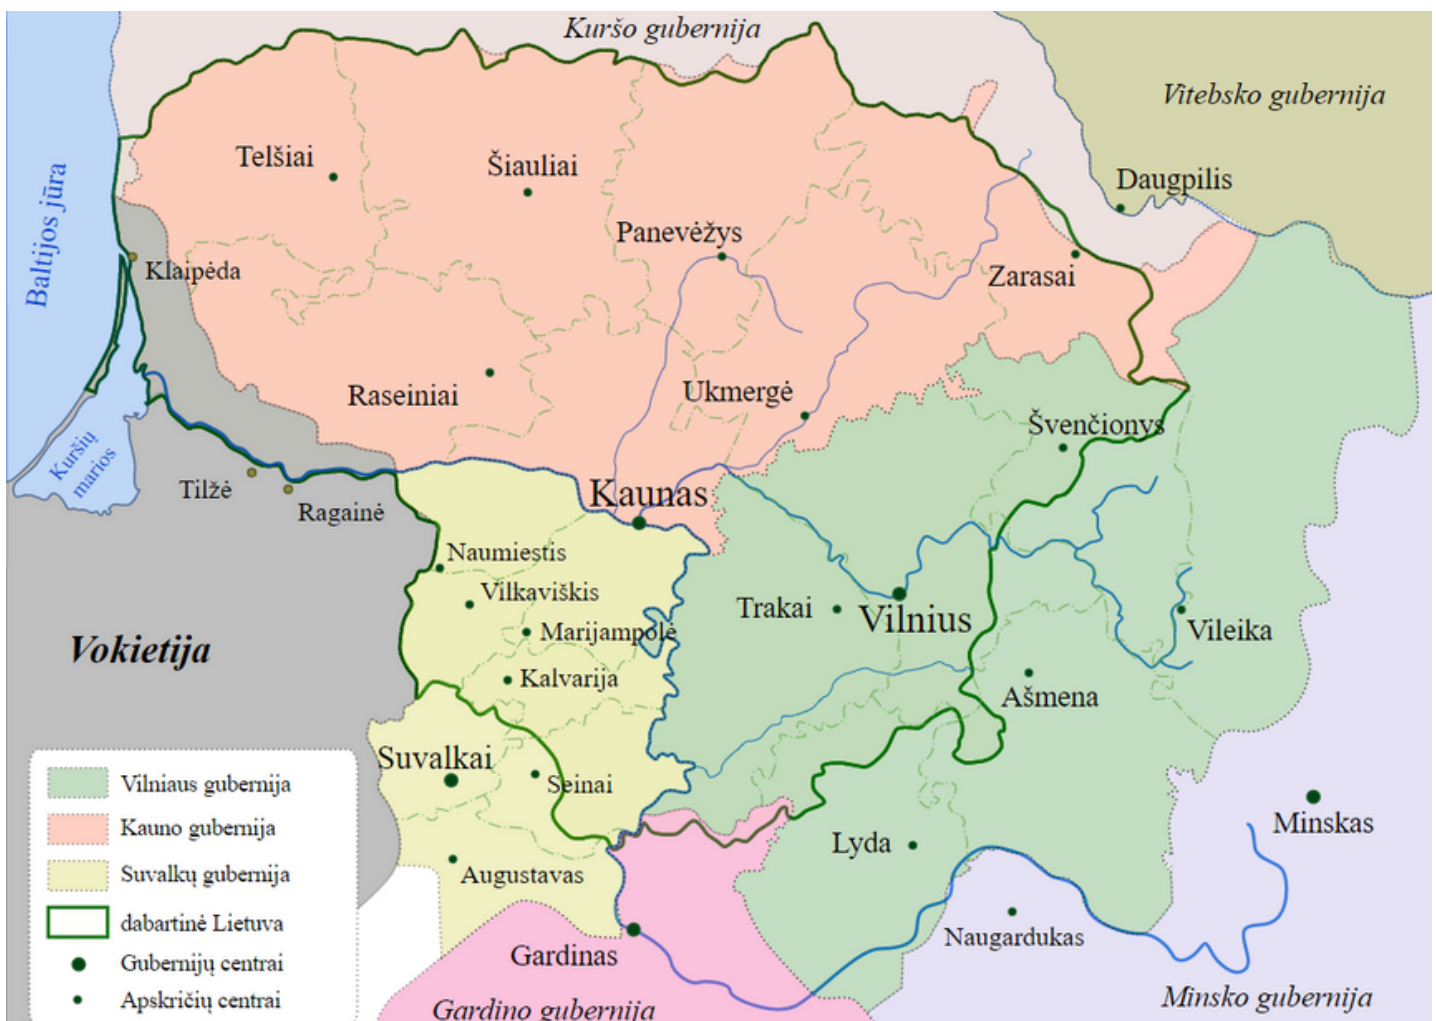 Kuršo gubernija
Vitebsko gubernija
Telšiai
Šiauliai
Daugpilis
Baltijos jūra
Panevėžys
Klaipėda
Zarasai
Raseiniai
Ukmergė
Švenčionys
Kuršių
marios
Tilžė
Ragainė
Kaunas
Naumiestis
Vilkaviškis
Trakai
Vilnius
Marijampolė
Vileika
Vokietija
Kalvarija
Ašmena
Suvalkai
Seinai
Vilniaus gubernija
Kauno gubernija
Minskas
Lyda
Suvalkų gubernija
Augustavas
dabartinė Lietuva
Naugardukas
Gardinas
Gubernijų centrai
Apskričių centrai
Gardino gubernija
Minsko gubernija